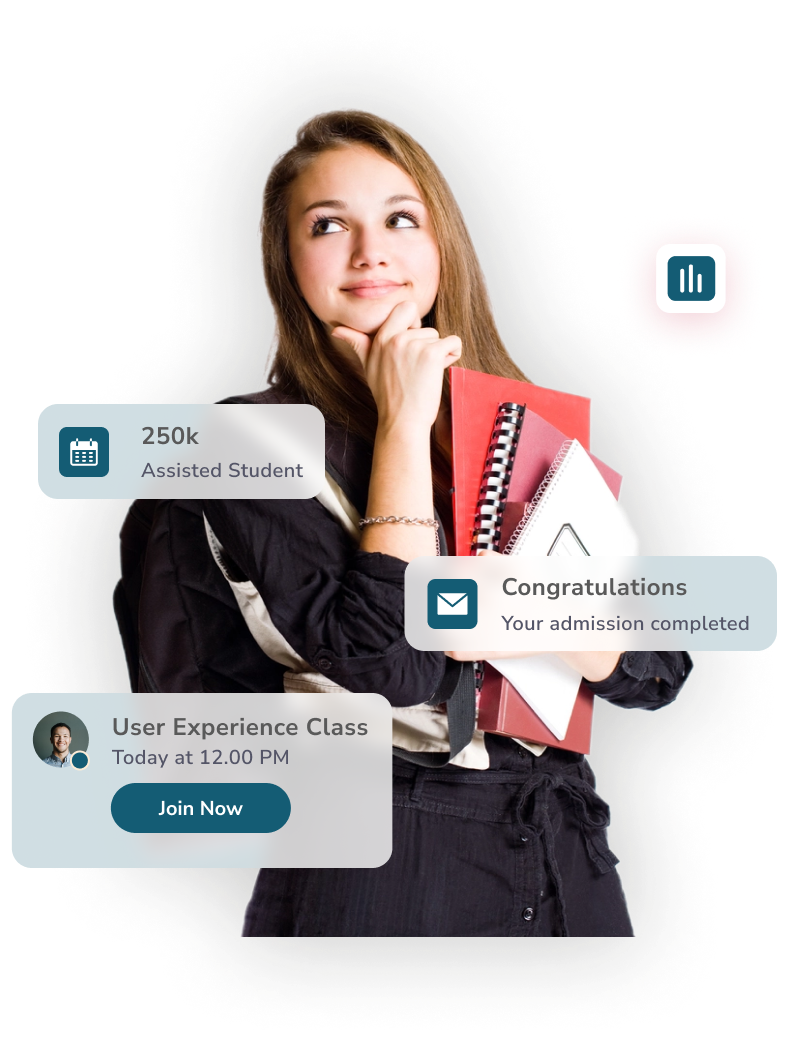 250k
Assisted Student
Congratulations
Your admission completed
User Experience Class
Today at 12.00 PM
Join Now